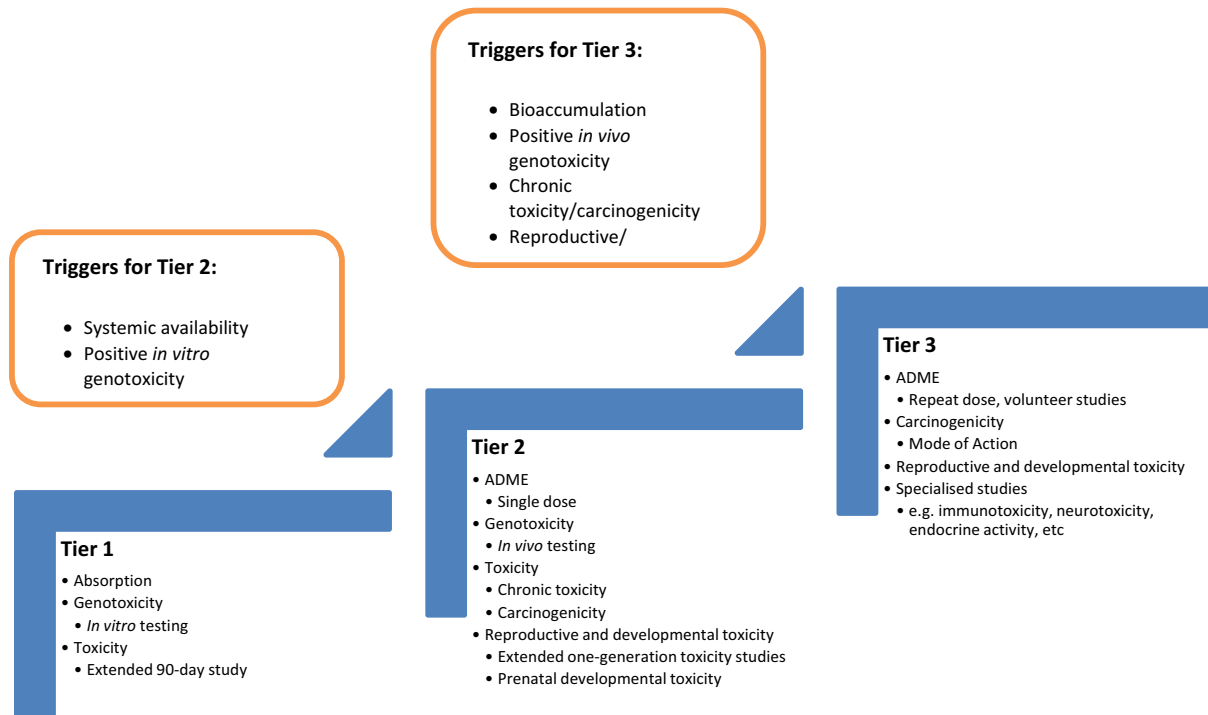 Triggers for Tier 3:
• Bioaccumulation
• Positive in vivo
genotoxicity
• Chronic
toxicity/carcinogenicity
• Reproductive/
Triggers for Tier 2:
• Systemic availability
• Positive in vitro
genotoxicity
Tier 3
• ADME
• Repeat dose, volunteer studies
• Carcinogenicity
• Mode of Action
• Reproductive and developmental toxicity
• Specialised studies
• e.g. immunotoxicity, neurotoxicity,
endocrine activity, etc
Tier 2
• ADME
• Single dose
• Genotoxicity
• In vivo testing
• Toxicity
• Chronic toxicity
• Carcinogenicity
• Reproductive and developmental toxicity
• Extended one-generation toxicity studies
• Prenatal developmental toxicity
Tier 1
• Absorption
• Genotoxicity
• In vitro testing
• Toxicity
• Extended 90-day study